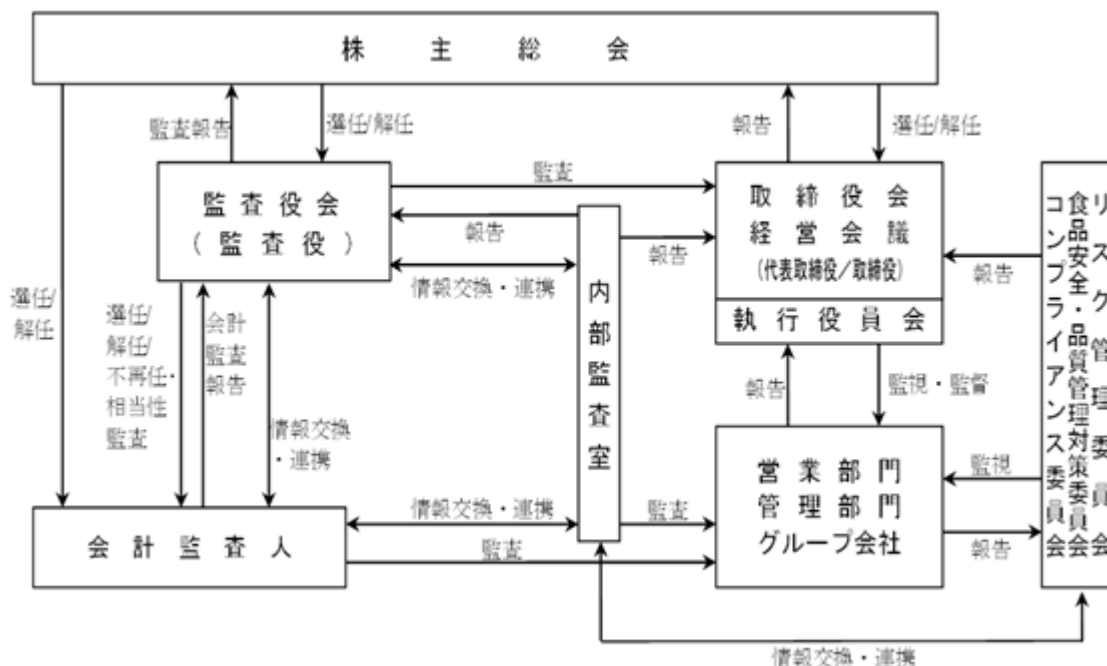 株主総会
監査報告
選任/解任
報告
選任/解任
選任/
解任
監査役会
(監査役)
監査
報告
情報交換・連携
報告
取締役会
経営会議
(代表取締役/取締役)
執行役員会
報告
リスク管理委員会
食品安全・品質管理対策委員会
コンプライアンス委員会
内部監査室
選任/
解任/
不再任・
相当性
監査
会計
監査
報告
情報交換
・連携
報告
監視・監督
営業部門
管理部門
グループ会社
監視
報告
会計監査人
情報交換・連携
監査
監査
情報交換・連携